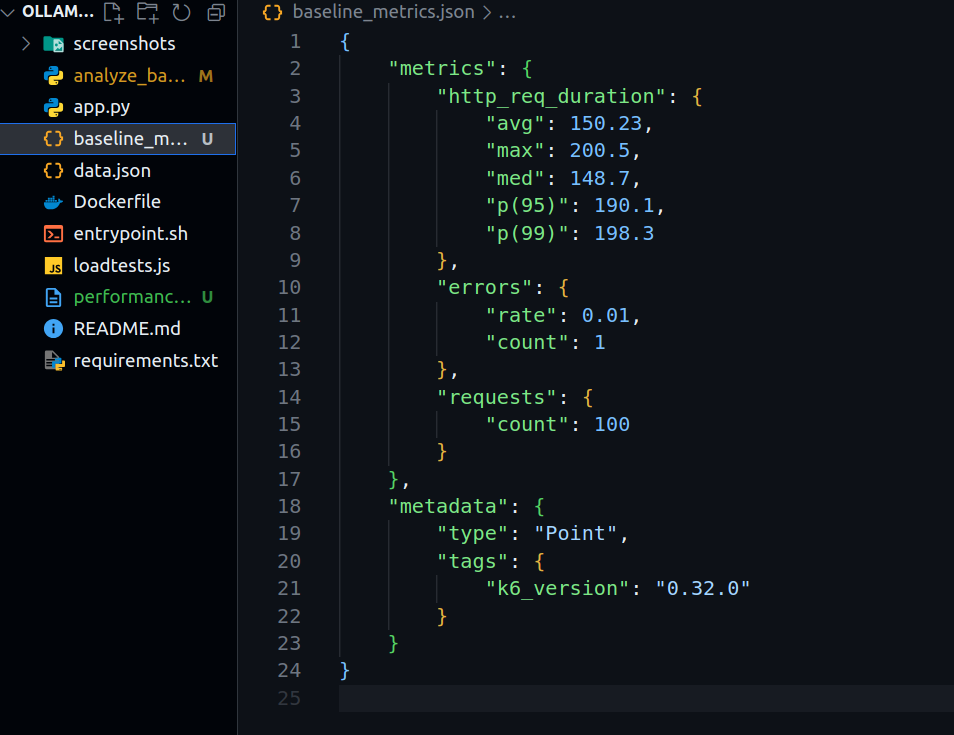 OLLAM...
screenshots
analyze_ba... M
app.py
baseline_m... U
data.json
Dockerfile
entrypoint.sh
JS loadtests.js
performanc... U
README.md
requirements.txt
{} baseline_metrics.json > ...
1 {
2 "metrics": {
3 "http_req_duration": {
4 "avg": 150.23,
5 "max": 200.5,
6 "med": 148.7,
7 "p(95)": 190.1,
8 "p(99)": 198.3
9 },
10 "errors": {
11 "rate": 0.01,
12 "count": 1
13 },
14 "requests": {
15 "count": 100
16 }
17 },
18 "metadata": {
19 "type": "Point",
20 "tags": {
21 "k6_version": "0.32.0"
22 }
23 }
24 }
25